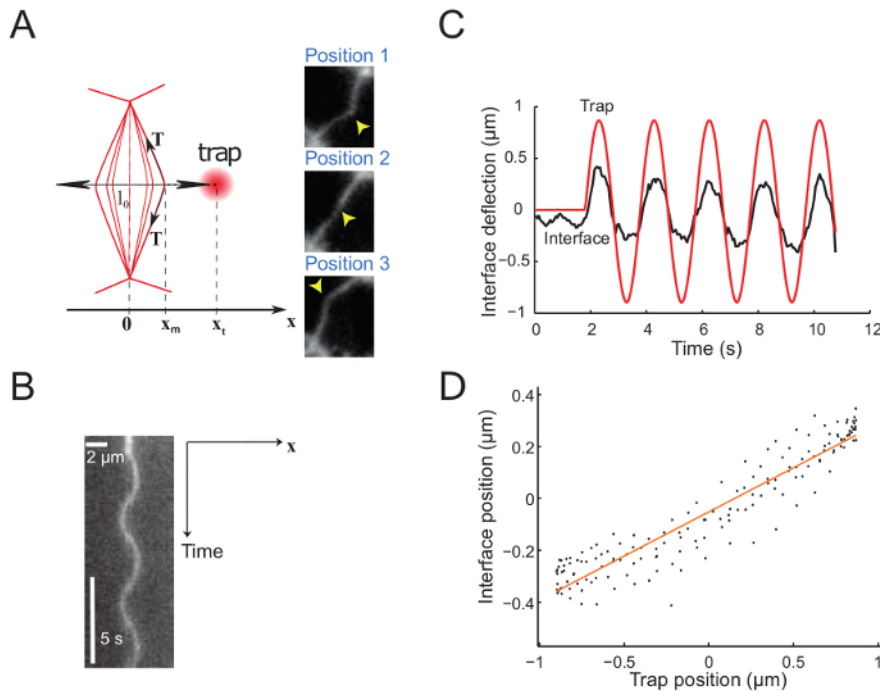 A
Position 1
T
trap
l₀
T
Position 2
Position 3
0
xₘ
xₜ
x
B
2 µm
x
Time
5 s
C
Interface deflection (µm)
1
0.5
0
−0.5
−1
Trap
Interface
0
2
4
6
8
10
12
Time (s)
D
Interface position (µm)
0.4
0.2
0
−0.2
−0.4
−1
−0.5
0
0.5
1
Trap position (µm)